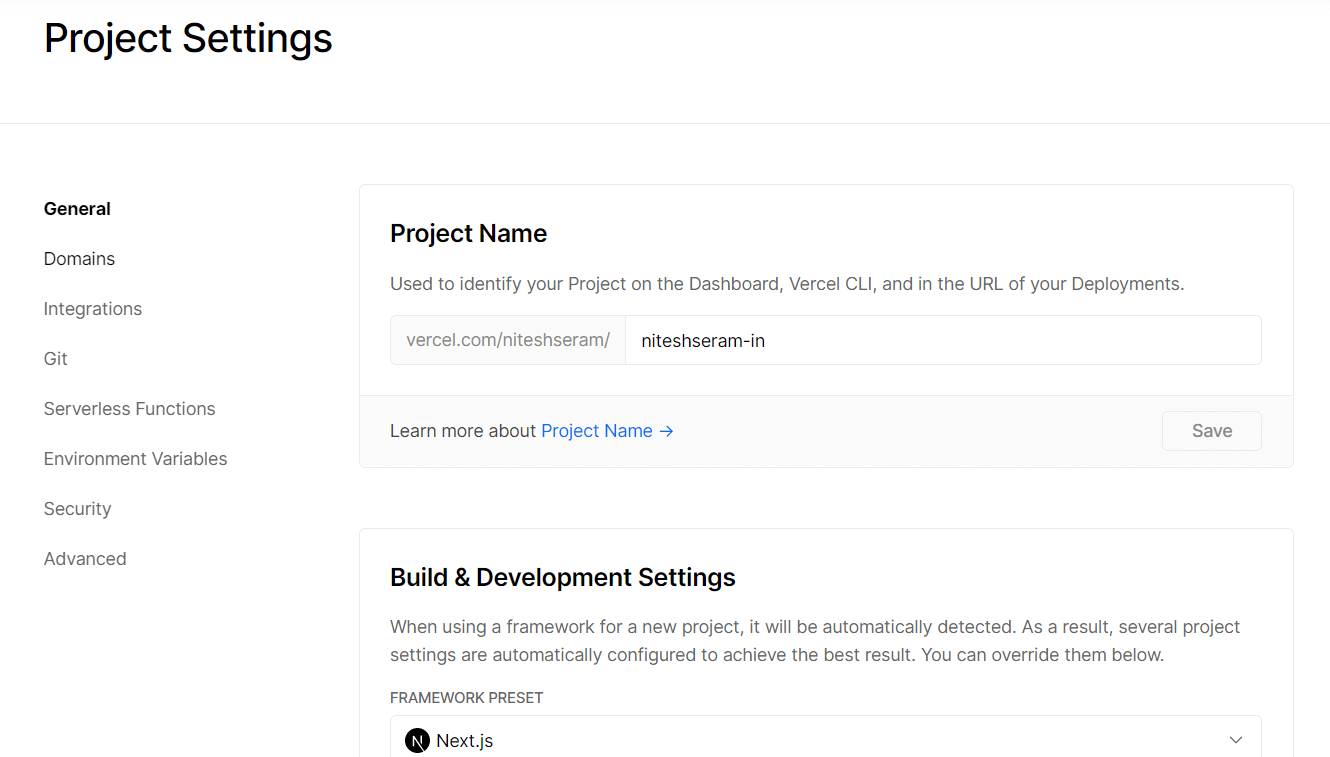 Project Settings
General
Domains
Integrations
Git
Serverless Functions
Environment Variables
Security
Advanced
Project Name
Used to identify your Project on the Dashboard, Vercel CLI, and in the URL of your Deployments.
vercel.com/niteshseram/ niteshseram-in
Learn more about Project Name →
Save
Build & Development Settings
When using a framework for a new project, it will be automatically detected. As a result, several project
settings are automatically configured to achieve the best result. You can override them below.
FRAMEWORK PRESET
N Next.js